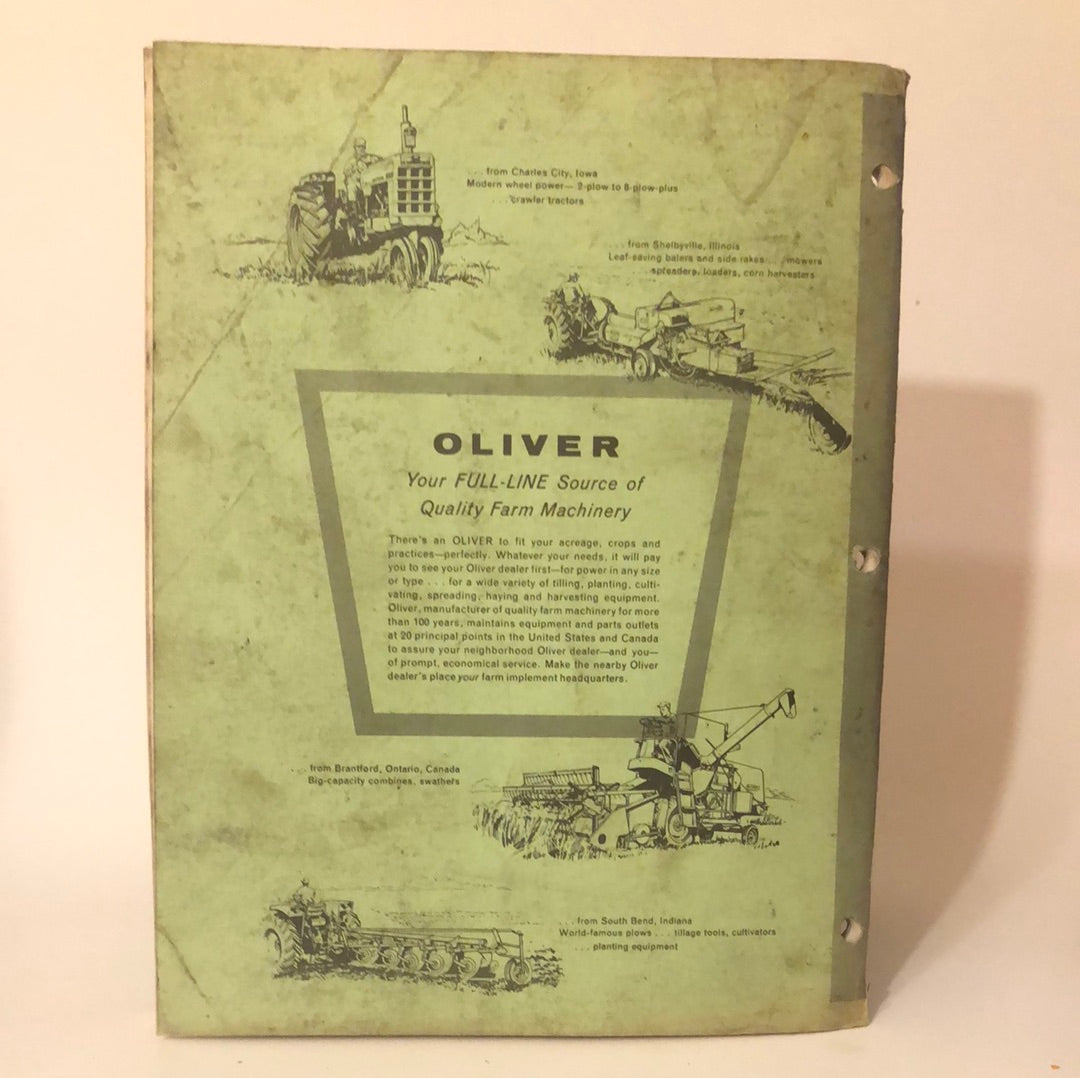 . . . from Charles City, Iowa
Modern wheel power— 2-plow to 8-plow-plus
. . . crawler tractors
. . . from Shelbyville, Illinois
Leaf-saving balers and side rakes . . . mowers
spreaders, loaders, corn harvesters
OLIVER
Your FULL-LINE Source of
Quality Farm Machinery
There's an OLIVER to fit your acreage, crops and
practices—perfectly. Whatever your needs, it will pay
you to see your Oliver dealer first—for power in any size
or type . . . for a wide variety of tilling, planting, culti-
vating, spreading, haying and harvesting equipment.
Oliver, manufacturer of quality farm machinery for more
than 100 years, maintains equipment and parts outlets
at 20 principal points in the United States and Canada
to assure your neighborhood Oliver dealer—and you—
of prompt, economical service. Make the nearby Oliver
dealer's place your farm implement headquarters.
. . . from Brantford, Ontario, Canada
Big-capacity combines, swathers
. . . from South Bend, Indiana
World-famous plows . . . tillage tools, cultivators
. . . planting equipment